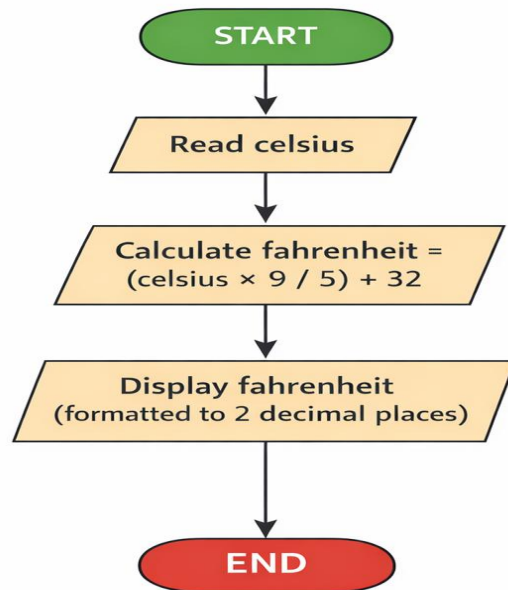 START
Read celsius
Calculate fahrenheit =
(celsius × 9 / 5) + 32
Display fahrenheit
(formatted to 2 decimal places)
END